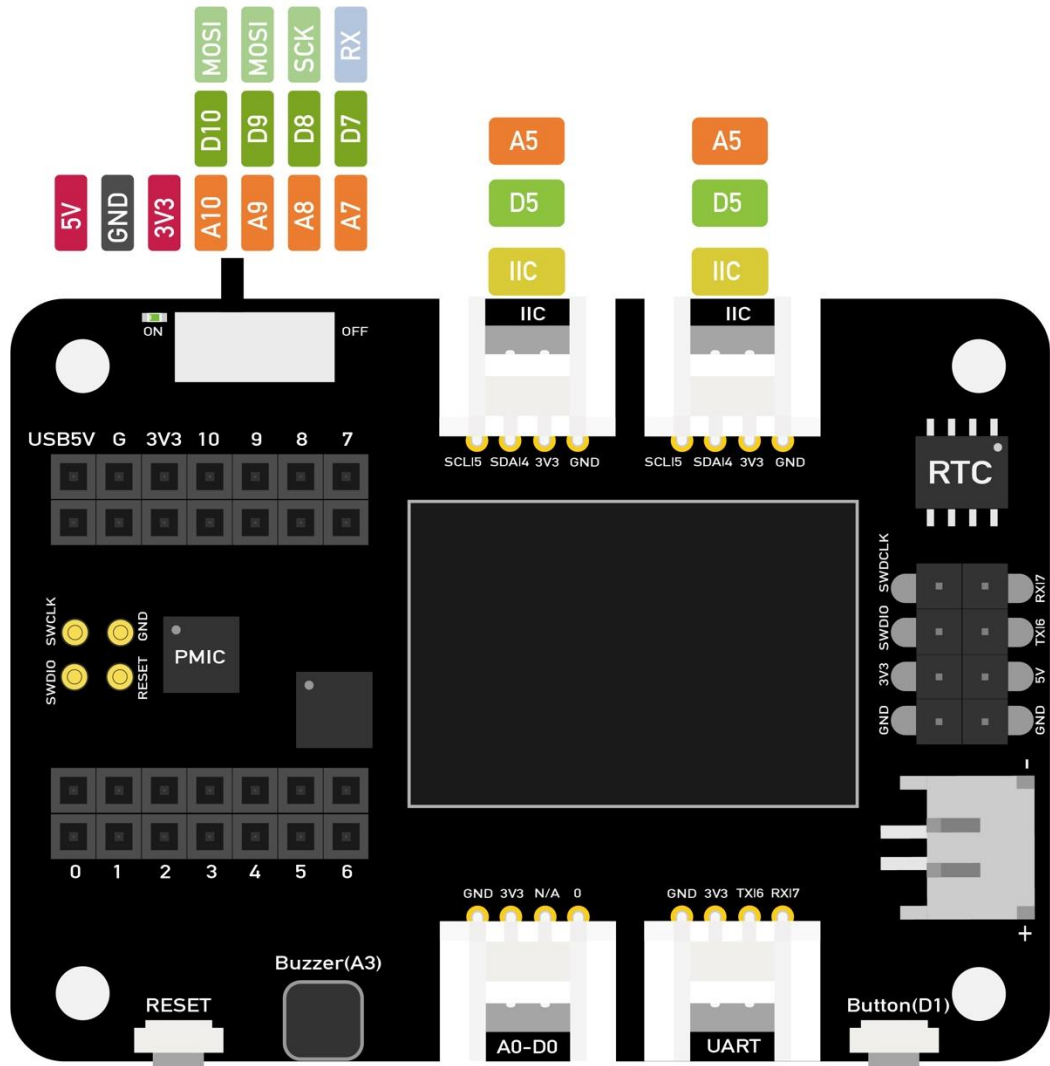 MOSI MOSI SCK RX
D10 D9 D8 D7
5V GND 3V3 A10 A9 A8 A7
A5 A5
D5 D5
IIC IIC
IIC IIC
ON OFF
USB5V G 3V3 10 9 8 7
SCL|5 SDA|4 3V3 GND
SCL|5 SDA|4 3V3 GND
RTC
SWDCLK RX|7
SWDIO TX|6
3V3 5V
GND GND
SWCLK GND
SWDIO RESET
PMIC
-
+
0 1 2 3 4 5 6
GND 3V3 N/A 0
GND 3V3 TX|6 RX|7
Buzzer(A3)
RESET
Button(D1)
A0-D0
UART